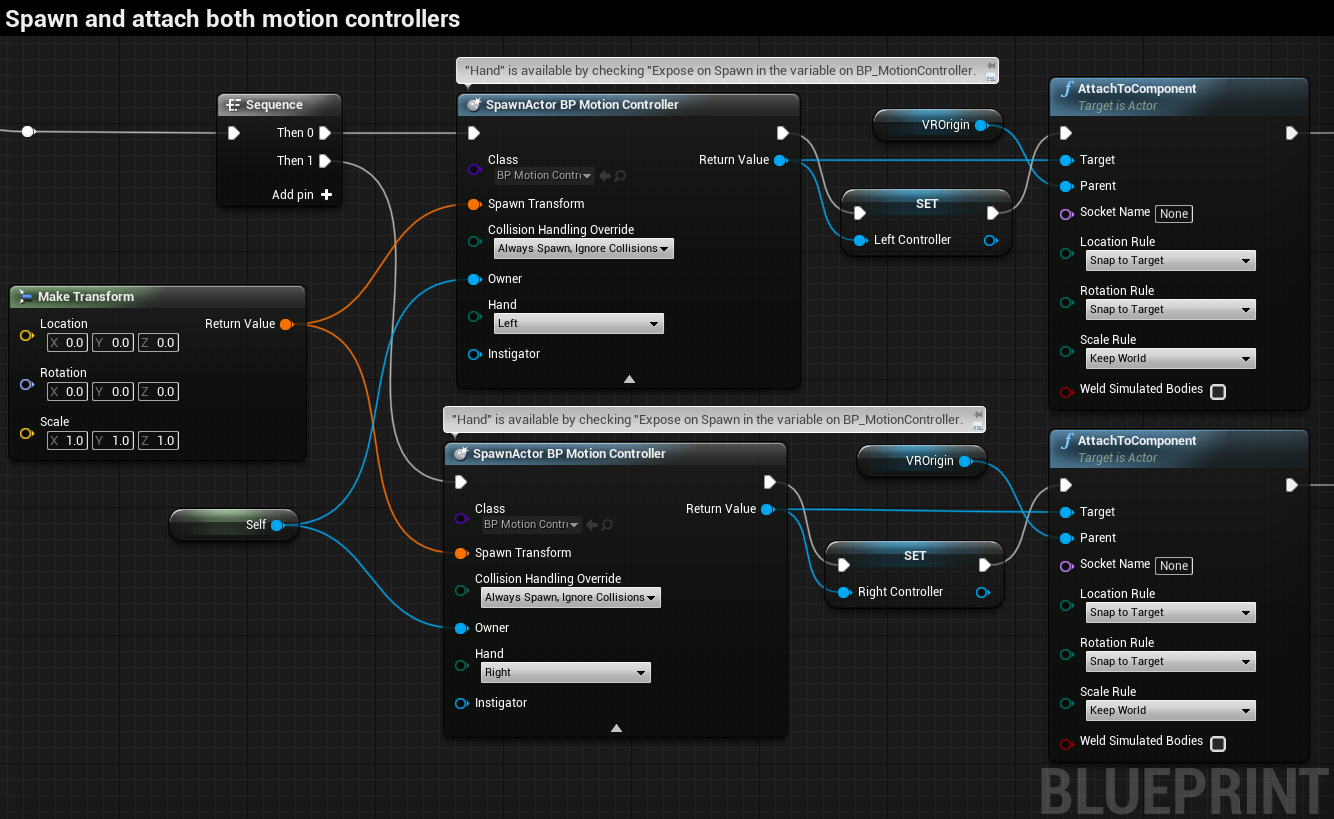 Spawn and attach both motion controllers
"Hand" is available by checking "Expose on Spawn in the variable on BP_MotionController.
Sequence
Then 0
Then 1
Add pin
SpawnActor BP Motion Controller
Class
Return Value
BP Motion Contr
Spawn Transform
Collision Handling Override
Always Spawn, Ignore Collisions
Owner
Hand
Left
Instigator
VROrigin
SET
Left Controller
AttachToComponent
Target is Actor
Target
Parent
Socket Name None
Location Rule
Snap to Target
Rotation Rule
Snap to Target
Scale Rule
Keep World
Weld Simulated Bodies
Make Transform
Location
Return Value
X 0.0 Y 0.0 Z 0.0
Rotation
X 0.0 Y 0.0 Z 0.0
Scale
X 1.0 Y 1.0 Z 1.0
Self
"Hand" is available by checking "Expose on Spawn in the variable on BP_MotionController.
SpawnActor BP Motion Controller
Class
Return Value
BP Motion Contr
Spawn Transform
Collision Handling Override
Always Spawn, Ignore Collisions
Owner
Hand
Right
Instigator
VROrigin
SET
Right Controller
AttachToComponent
Target is Actor
Target
Parent
Socket Name None
Location Rule
Snap to Target
Rotation Rule
Snap to Target
Scale Rule
Keep World
Weld Simulated Bodies
BLUEPRINT